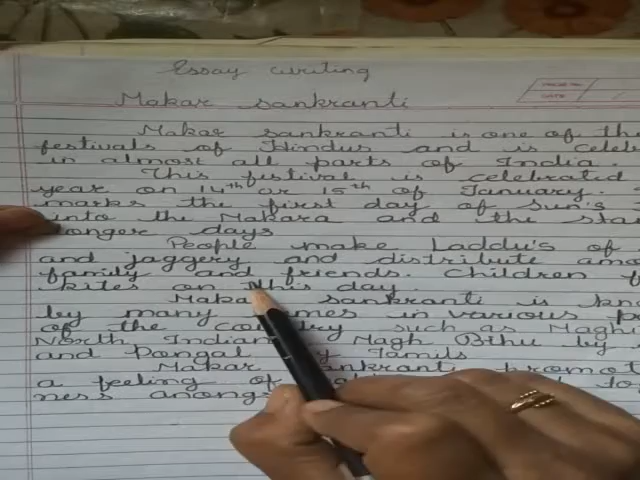 Essay writing
Makar sankranti
Makar sankranti is one of
festivals of Hindus and is
in almost all parts of India.
This festival is celebrated
year on 14th or 15th of January.
marks the first day of sun's
into the Makara and the
longer days
People make Laddu's of
and jaggery and distribute
family and friends. Children
kites on this day.
Makar sankranti is
by many names in various
of the country such as Magh
North Indian Magh Bihu by
and Pongal by Tamils
Makar sankranti
a feeling of
ness